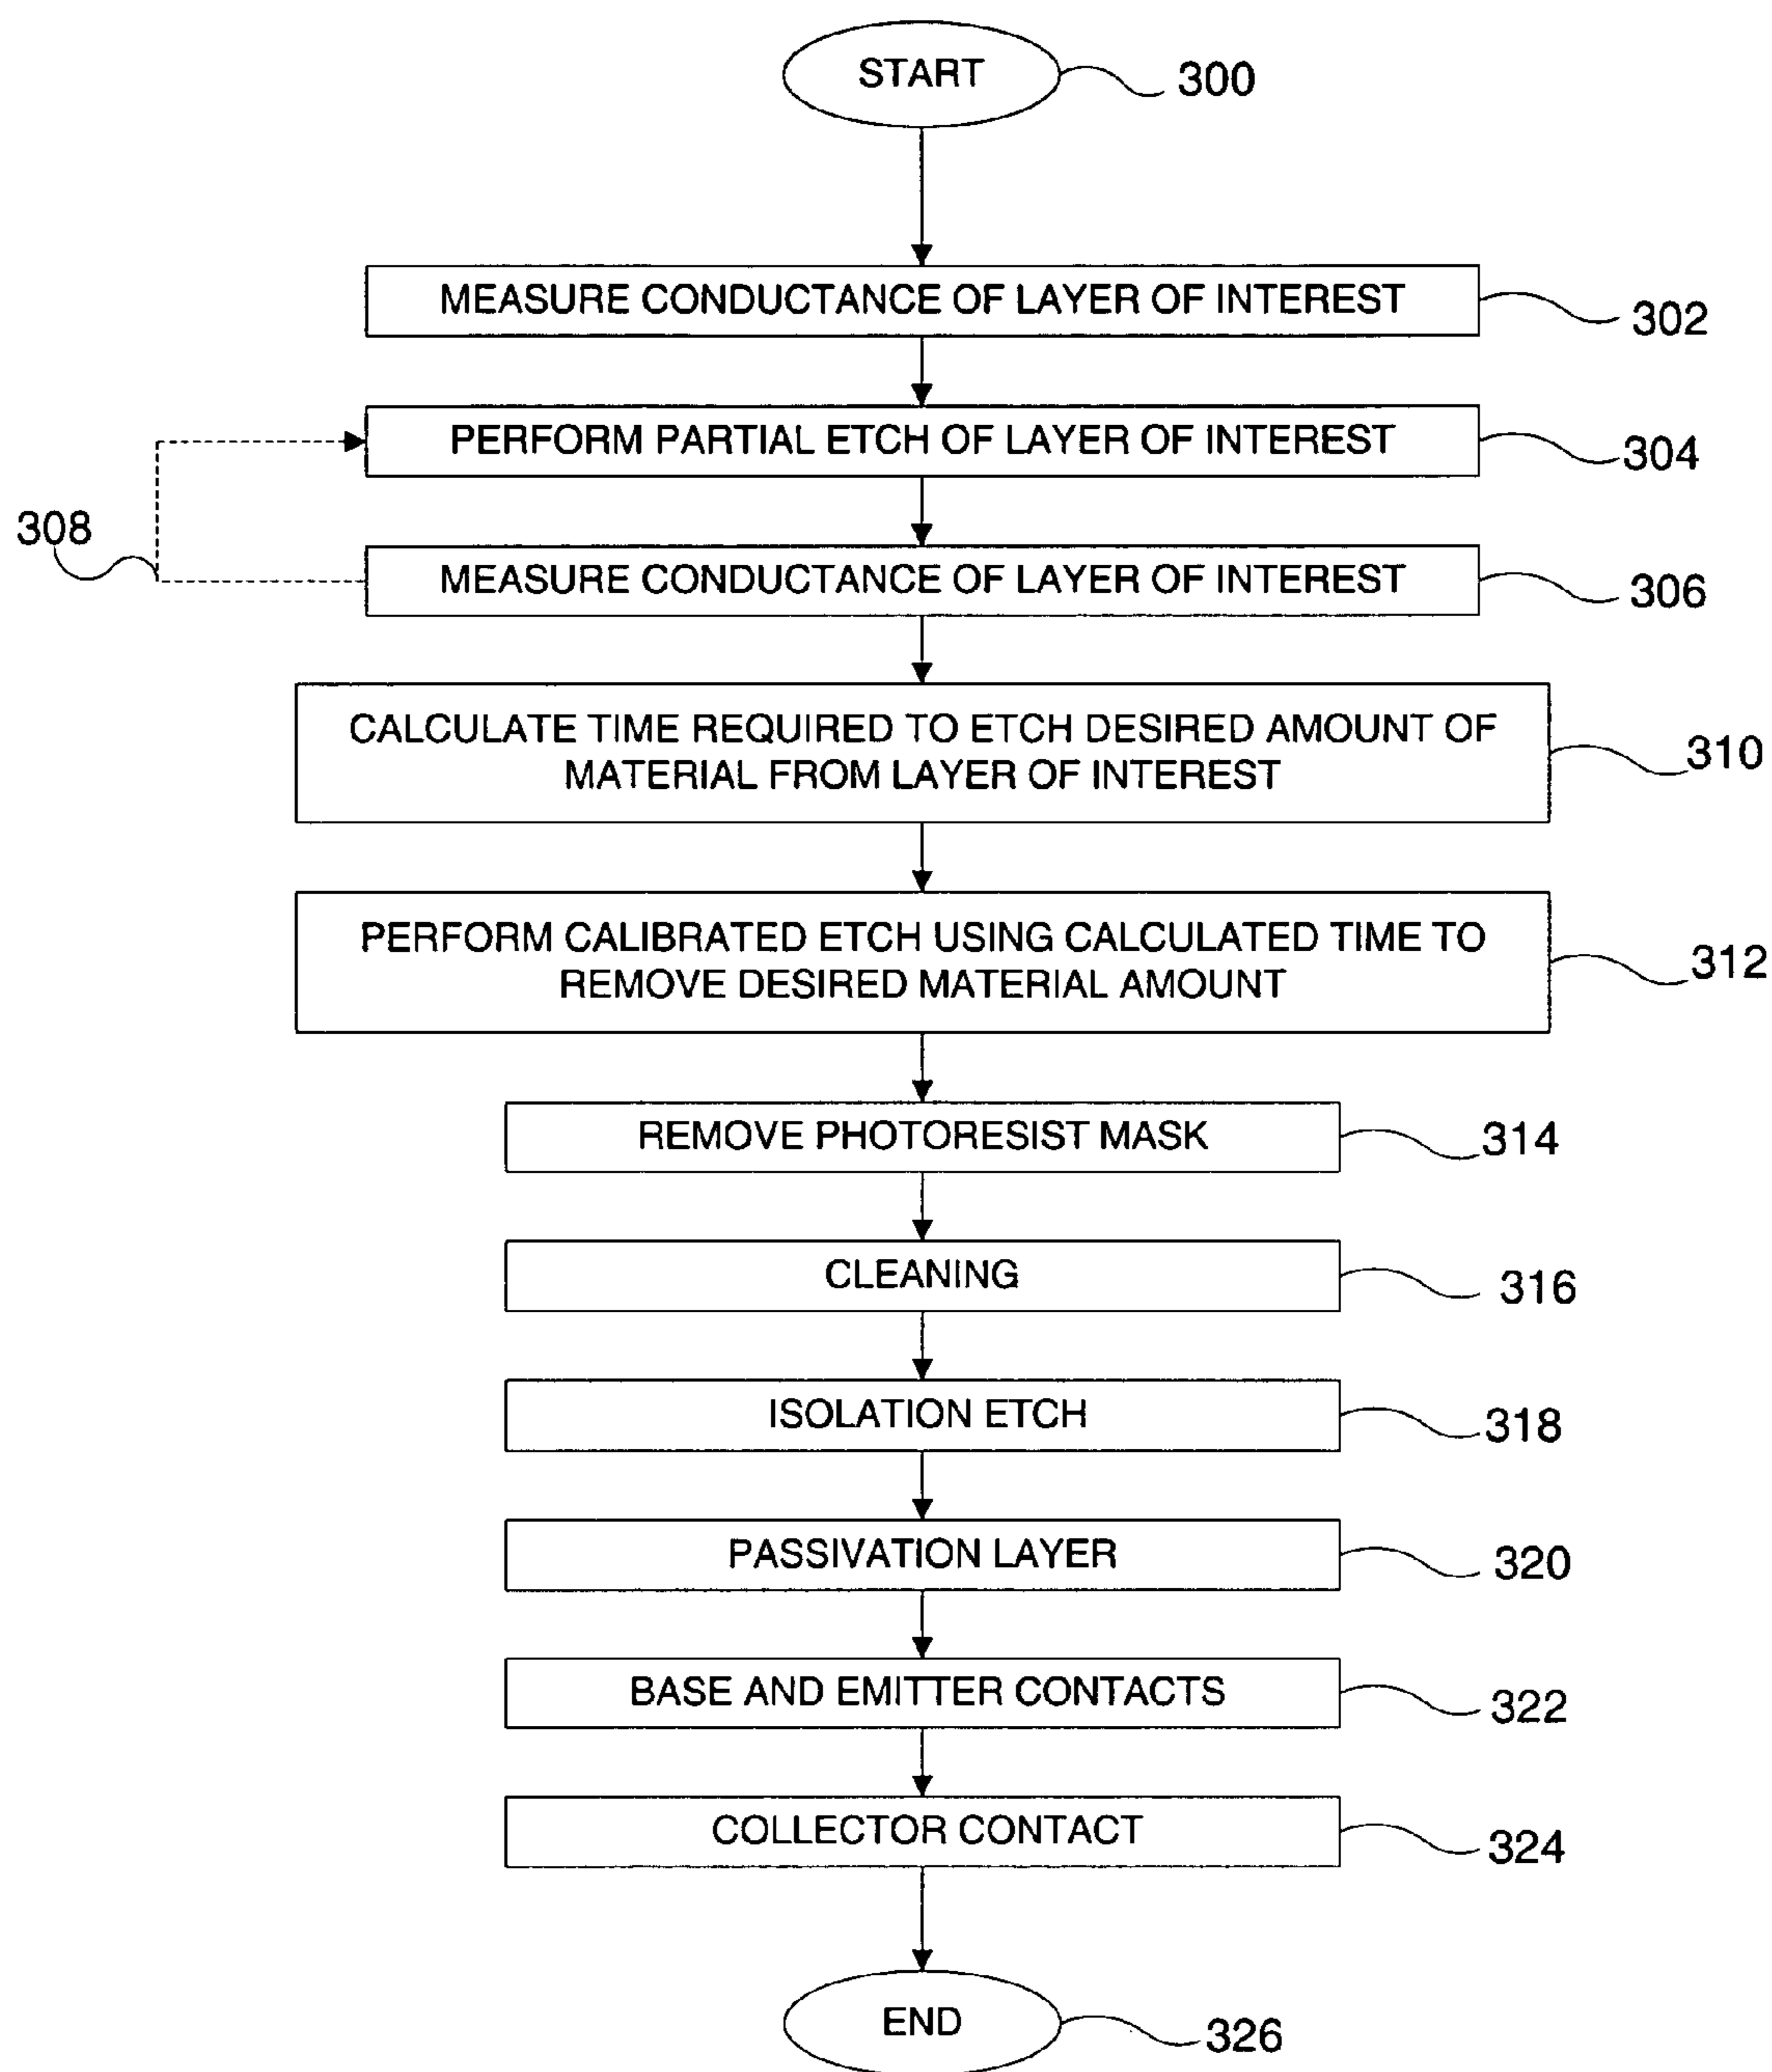 START
300
MEASURE CONDUCTANCE OF LAYER OF INTEREST
302
PERFORM PARTIAL ETCH OF LAYER OF INTEREST
304
308
MEASURE CONDUCTANCE OF LAYER OF INTEREST
306
CALCULATE TIME REQUIRED TO ETCH DESIRED AMOUNT OF
MATERIAL FROM LAYER OF INTEREST
310
PERFORM CALIBRATED ETCH USING CALCULATED TIME TO
REMOVE DESIRED MATERIAL AMOUNT
312
REMOVE PHOTORESIST MASK
314
CLEANING
316
ISOLATION ETCH
318
PASSIVATION LAYER
320
BASE AND EMITTER CONTACTS
322
COLLECTOR CONTACT
324
END
326